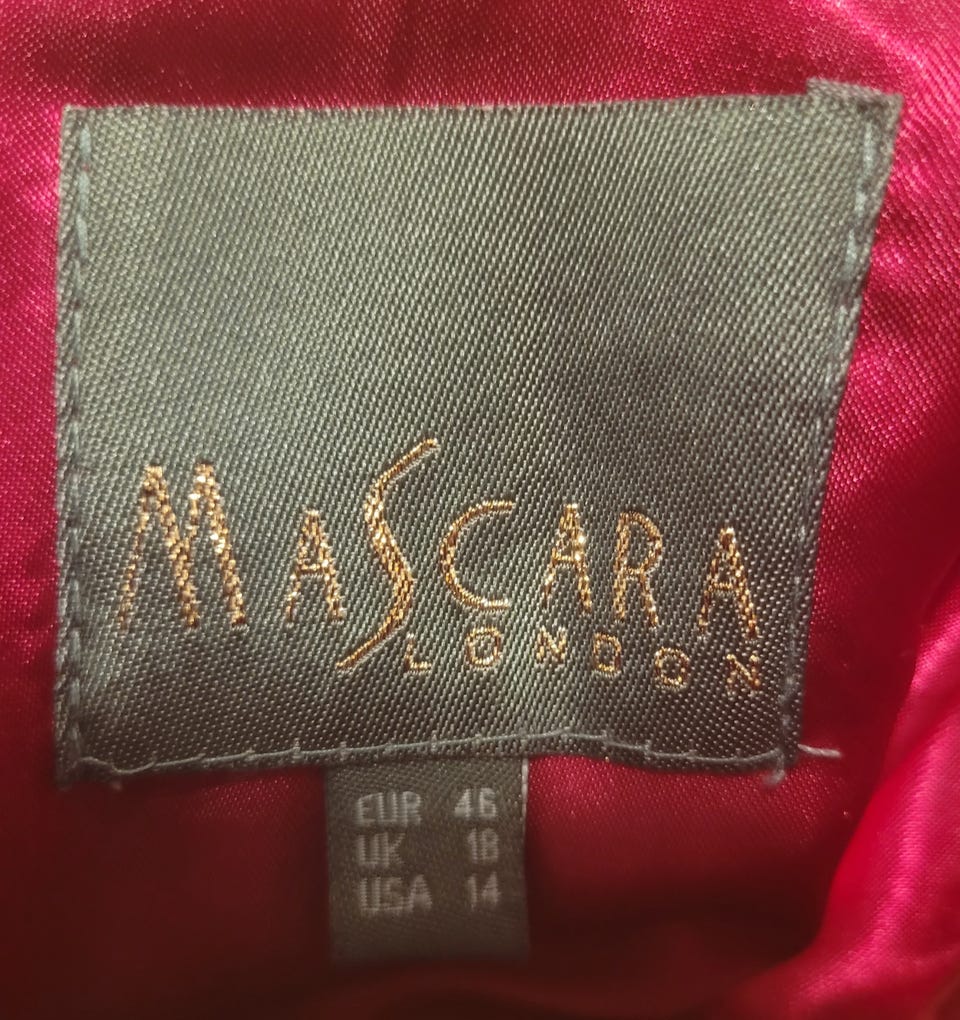 MASCARA
LONDON
EUR 46
UK 18
USA 14